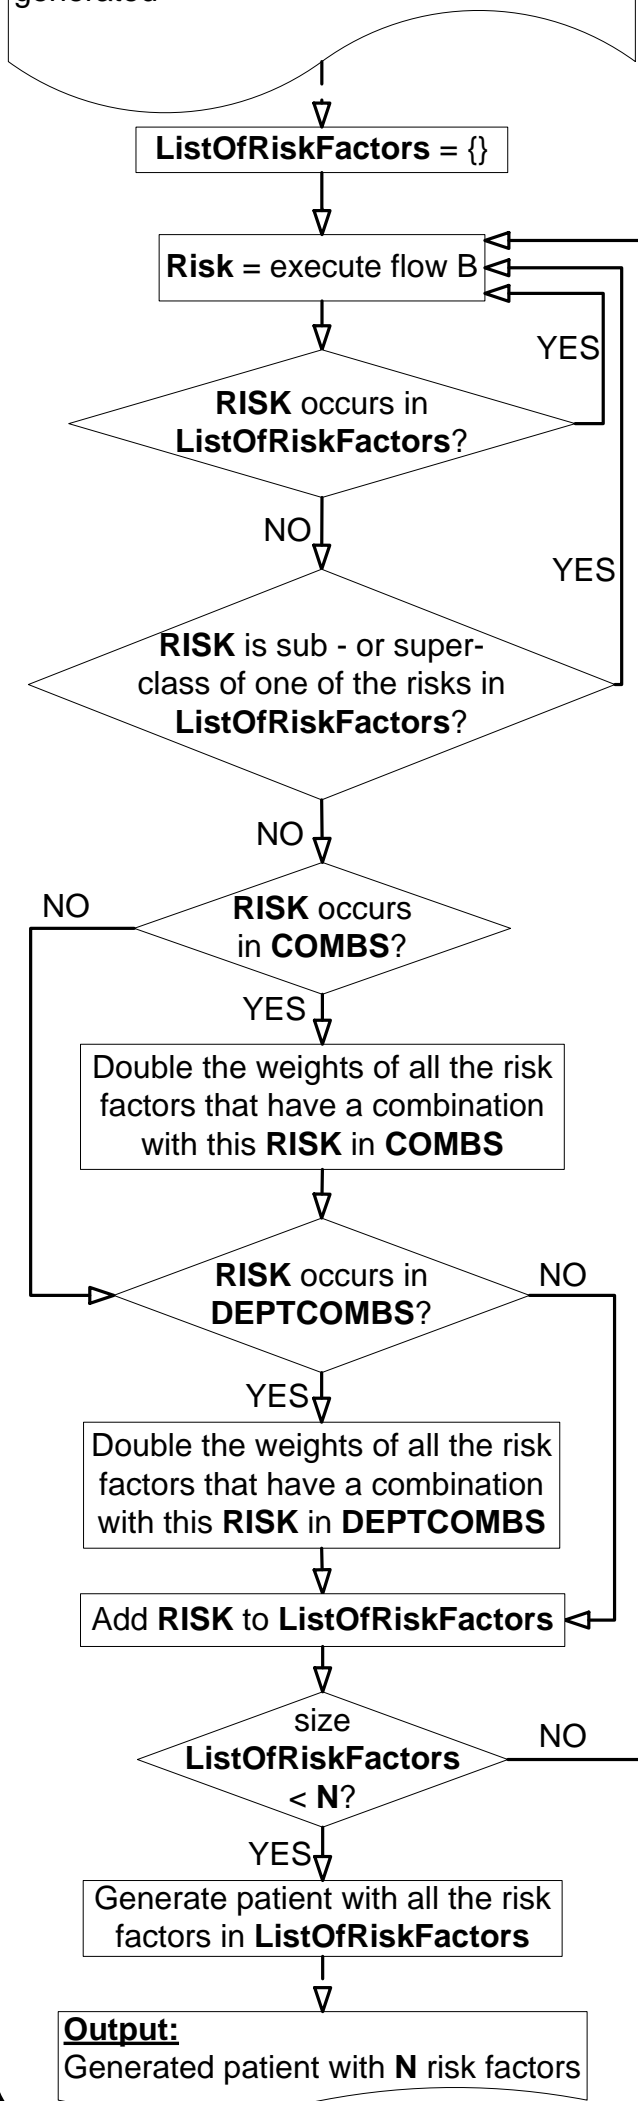 generated
ListOfRiskFactors = {}
Risk = execute flow B
YES
RISK occurs in
ListOfRiskFactors?
NO
YES
RISK is sub - or super-
class of one of the risks in
ListOfRiskFactors?
NO
NO
RISK occurs
in COMBS?
YES
Double the weights of all the risk
factors that have a combination
with this RISK in COMBS
RISK occurs in
DEPTCOMBS?
NO
YES
Double the weights of all the risk
factors that have a combination
with this RISK in DEPTCOMBS
Add RISK to ListOfRiskFactors
size
ListOfRiskFactors
< N?
NO
YES
Generate patient with all the risk
factors in ListOfRiskFactors
Output:
Generated patient with N risk factors